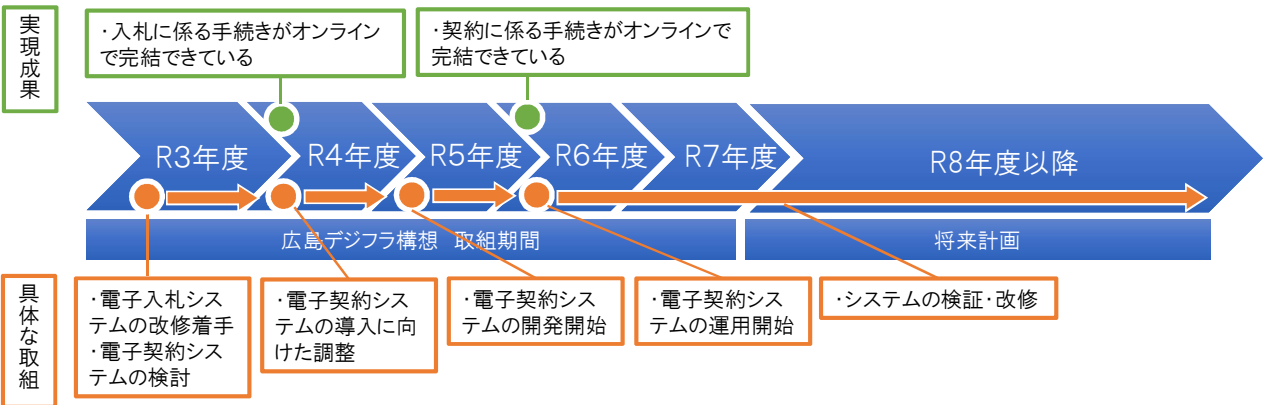 実現成果
・入札に係る手続きがオンライン
で完結できている
・契約に係る手続きがオンラインで
完結できている
R3年度
R4年度
R5年度
R6年度
R7年度
R8年度以降
広島デジフラ構想 取組期間
将来計画
具体な取組
・電子入札シス
テムの改修着手
・電子契約シス
テムの検討
・電子契約シス
テムの導入に向
けた調整
・電子契約シス
テムの開発開始
・電子契約シス
テムの運用開始
・システムの検証・改修